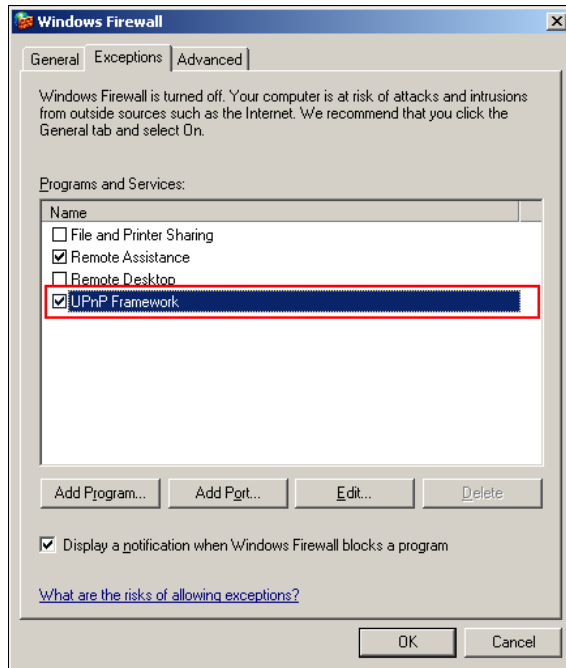 Windows Firewall
General Exceptions Advanced
Windows Firewall is turned off. Your computer is at risk of attacks and intrusions
from outside sources such as the Internet. We recommend that you click the
General tab and select On.
Programs and Services:
Name
File and Printer Sharing
Remote Assistance
Remote Desktop
UPnP Framework
Add Program... Add Port... Edit... Delete
Display a notification when Windows Firewall blocks a program
What are the risks of allowing exceptions?
OK Cancel